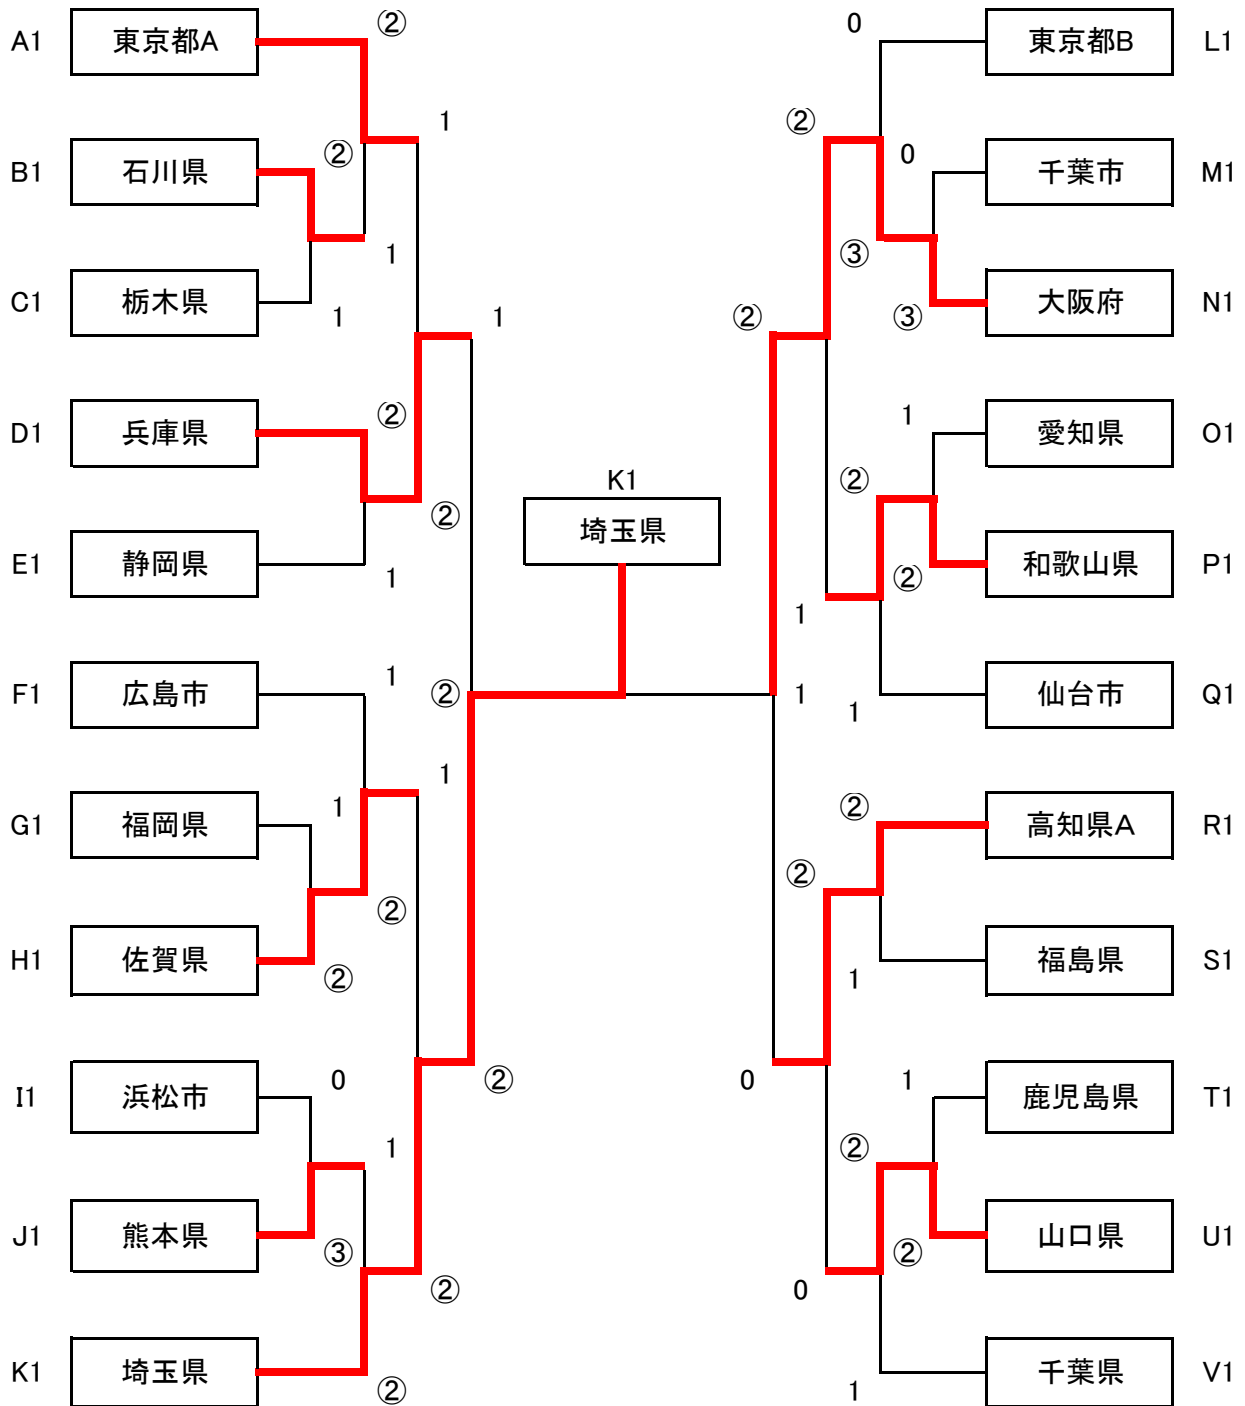 ② 0
A1 東京都A 東京都B L1
1 ②
B1 石川県 ② 0 千葉市 M1
1 ③
C1 栃木県 1 1 ② ③ 大阪府 N1
D1 兵庫県 ② 1 愛知県 O1
K1 ②
② 埼玉県
E1 静岡県 1 ② 和歌山県 P1
1
F1 広島市 1 ② 1 1 仙台市 Q1
1
G1 福岡県 1 ② 高知県A R1
②
② 1
H1 佐賀県 ② 福島県 S1
I1 浜松市 0 ② 0 1 鹿児島県 T1
1 ②
J1 熊本県 ③ ② 山口県 U1
② 0
K1 埼玉県 ② 1 千葉県 V1